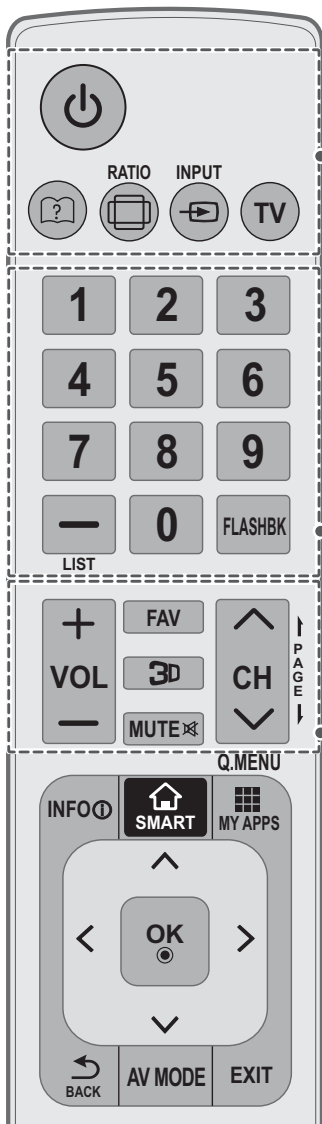 RATIO INPUT
? TV
1 2 3
4 5 6
7 8 9
— 0 FLASHBK
LIST
+ FAV
VOL 3D CH PAGE
— MUTE
Q.MENU
INFO SMART MY APPS
OK
BACK AV MODE EXIT